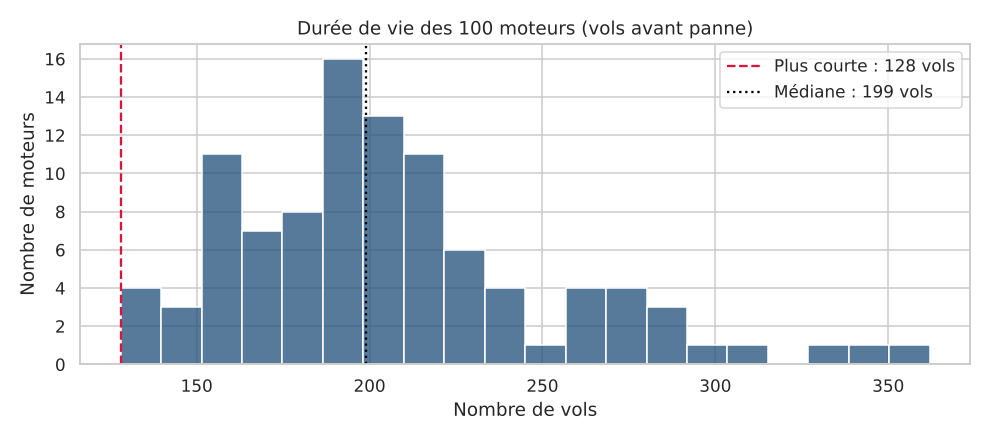 Durée de vie des 100 moteurs (vols avant panne)
Plus courte : 128 vols
Médiane : 199 vols
Nombre de moteurs
16
14
12
10
8
6
4
2
0
150 200 250 300 350
Nombre de vols